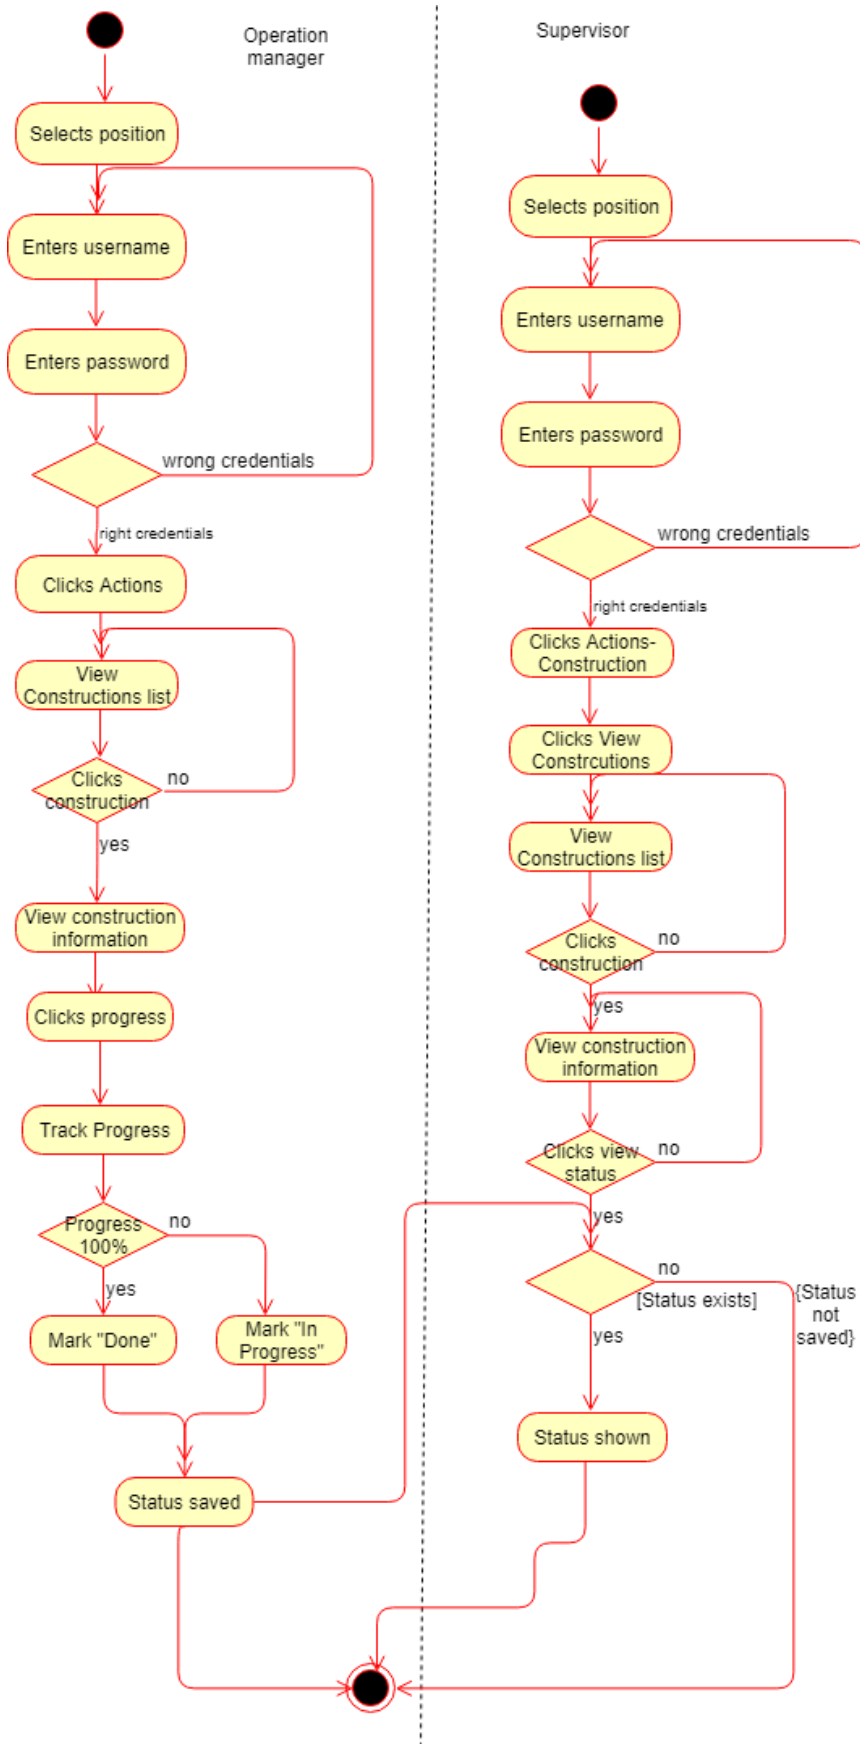 Operation
manager
Selects position
Enters username
Enters password
wrong credentials
right credentials
Clicks Actions
View
Constructions list
Clicks
construction
no
yes
View construction
information
Clicks progress
Track Progress
Progress
100%
no
yes
Mark "Done"
Mark "In
Progress"
Status saved
Supervisor
Selects position
Enters username
Enters password
wrong credentials
right credentials
Clicks Actions-
Construction
Clicks View
Constrcutions
View
Constructions list
Clicks
construction
no
yes
View construction
information
Clicks view
status
no
yes
no
[Status exists]
{Status
not
saved}
yes
Status shown